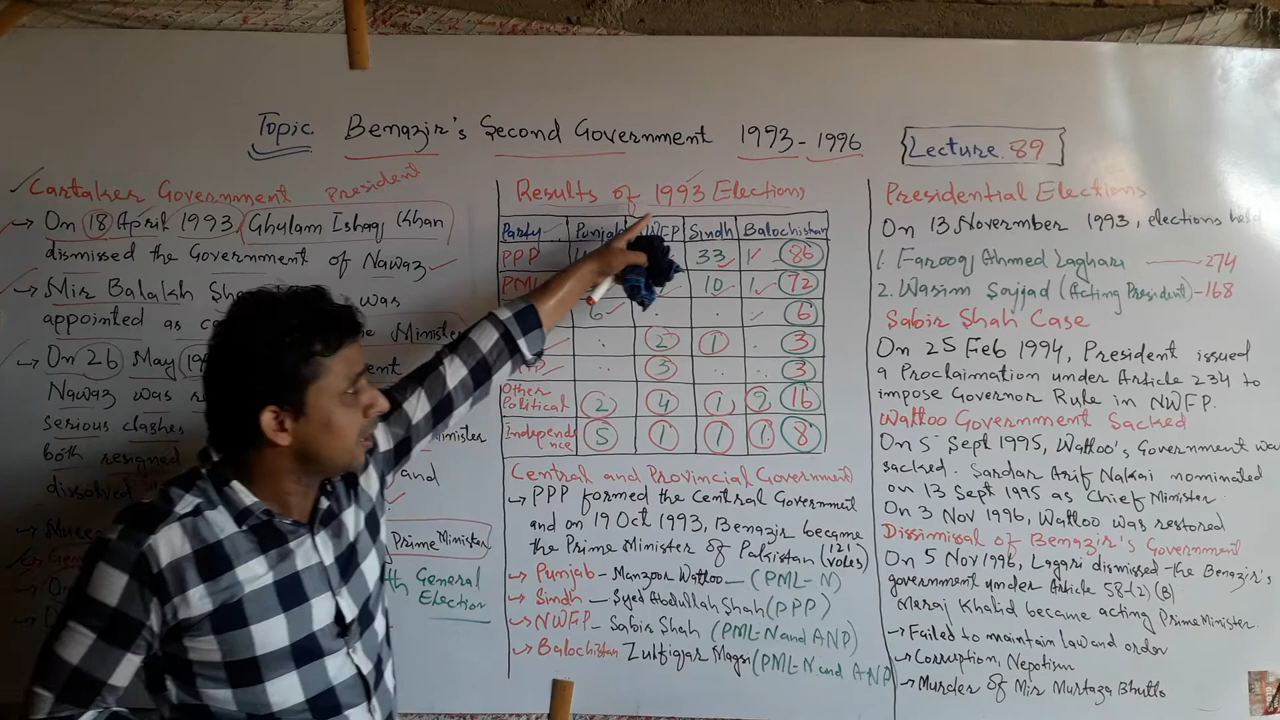 Topic. Benazir's Second Government 1993-1996
Lecture. 89
Cartaker Government President
→ On 18 April 1993, Ghulam Ishaq Khan
dismissed the Government of Nawaz
→ Mir Balakh was
appointed as Minister
→ On 26 May
Nawaz was
serious clashes
both resigned and
dissolved
Prime Minister
General
Election
Results of 1993 Elections
Party Punjab NWFP Sindh Balochistan
PPP 33 1 86
PML 10 1 72
6 . . 6
. 2 1 . 3
. . 3 . . 3
Other
Political 2 4 1 9 16
Independe
nce 5 1 1 1 8
Central and Provincial Government
→ PPP formed the Central Government
and on 19 Oct 1993, Benazir became
the Prime Minister of Pakistan (121 votes)
→ Punjab - Manzoor Wattoo - (PML-N)
→ Sindh - Syed Abdullah Shah (PPP)
→ NWFP - Sabir Shah (PML-N and ANP)
→ Balochistan Zulfiqar Magsi (PML-N and ANP)
Presidential Elections
On 13 Novermber 1993, elections held
1. Farooq Ahmed Laghari - 274
2. Wasim Sajjad (Acting President) - 168
Sabir Shah Case
On 25 Feb 1994, President issued
a Proclaimation under Article 234 to
impose Governor Rule in NWFP.
Wattoo Government Sacked
On 5 Sept 1995, Wattoo's Government was
sacked. Sardar Arif Nakai nominated
on 13 Sept 1995 as Chief Minister.
On 3 Nov 1996, Wattoo was restored
Dissimissal of Benazir's Government
On 5 Nov 1996, Lagari dismissed the Benazir's
government under Article 58-(2)(B)
Meraj Khalid became acting Prime Minister
→ Failed to maintain law and order
→ Corruption, Nepotism
→ Murder of Mir Murtaza Bhutto